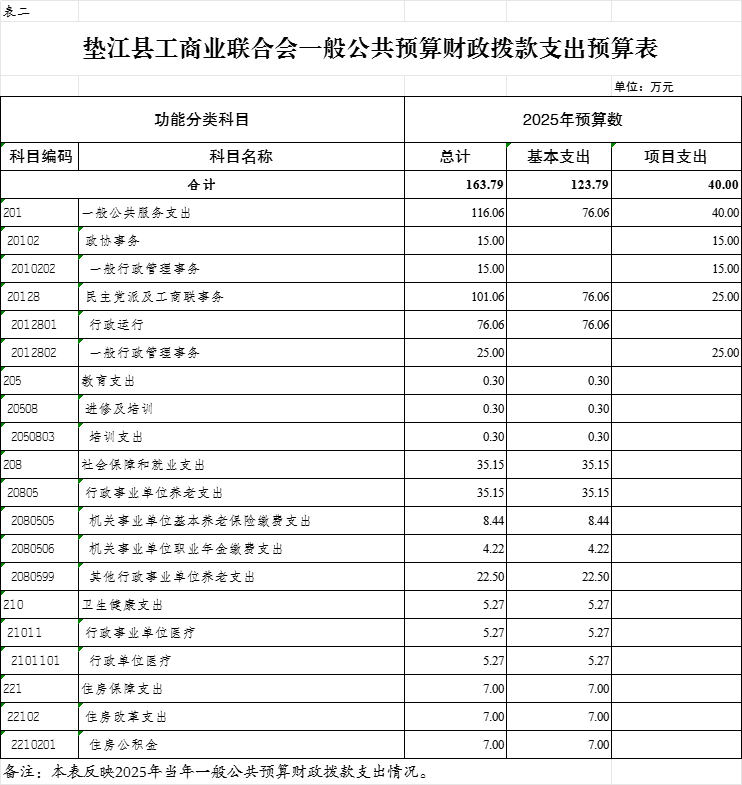 表二
垫江县工商业联合会一般公共预算财政拨款支出预算表
单位：万元
功能分类科目 2025年预算数
科目编码 科目名称 总计 基本支出 项目支出
合计 163.79 123.79 40.00
201 一般公共服务支出 116.06 76.06 40.00
20102 政协事务 15.00 15.00
2010202 一般行政管理事务 15.00 15.00
20128 民主党派及工商联事务 101.06 76.06 25.00
2012801 行政运行 76.06 76.06
2012802 一般行政管理事务 25.00 25.00
205 教育支出 0.30 0.30
20508 进修及培训 0.30 0.30
2050803 培训支出 0.30 0.30
208 社会保障和就业支出 35.15 35.15
20805 行政事业单位养老支出 35.15 35.15
2080505 机关事业单位基本养老保险缴费支出 8.44 8.44
2080506 机关事业单位职业年金缴费支出 4.22 4.22
2080599 其他行政事业单位养老支出 22.50 22.50
210 卫生健康支出 5.27 5.27
21011 行政事业单位医疗 5.27 5.27
2101101 行政单位医疗 5.27 5.27
221 住房保障支出 7.00 7.00
22102 住房改革支出 7.00 7.00
2210201 住房公积金 7.00 7.00
备注：本表反映2025年当年一般公共预算财政拨款支出情况。